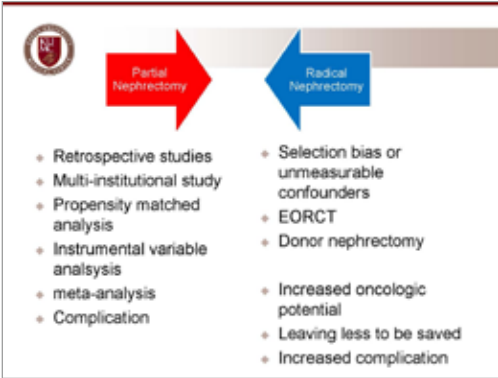 Partial
Nephrectomy
Radical
Nephrectomy
Retrospective studies
Multi-institutional study
Propensity matched
analysis
Instrumental variable
analsysis
meta-analysis
Complication
Selection bias or
unmeasurable
confounders
EORCT
Donor nephrectomy
Increased oncologic
potential
Leaving less to be saved
Increased complication